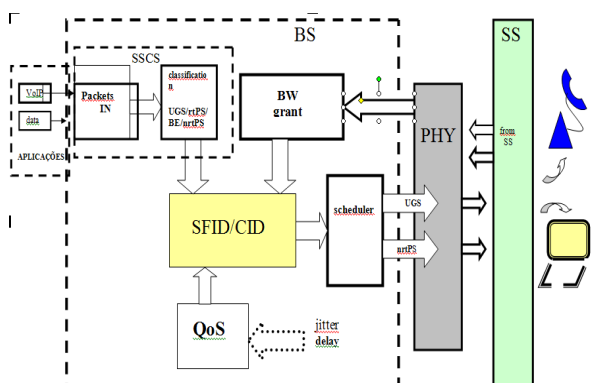 BS
SS
SSCS
VoIP
data
APLICAÇÕES
Packets
IN
classificatio
n
UGS/rtPS/
BE/nrtPS
BW
grant
PHY
from
SS
SFID/CID
scheduler
UGS
nrtPS
QoS
jitter
delay